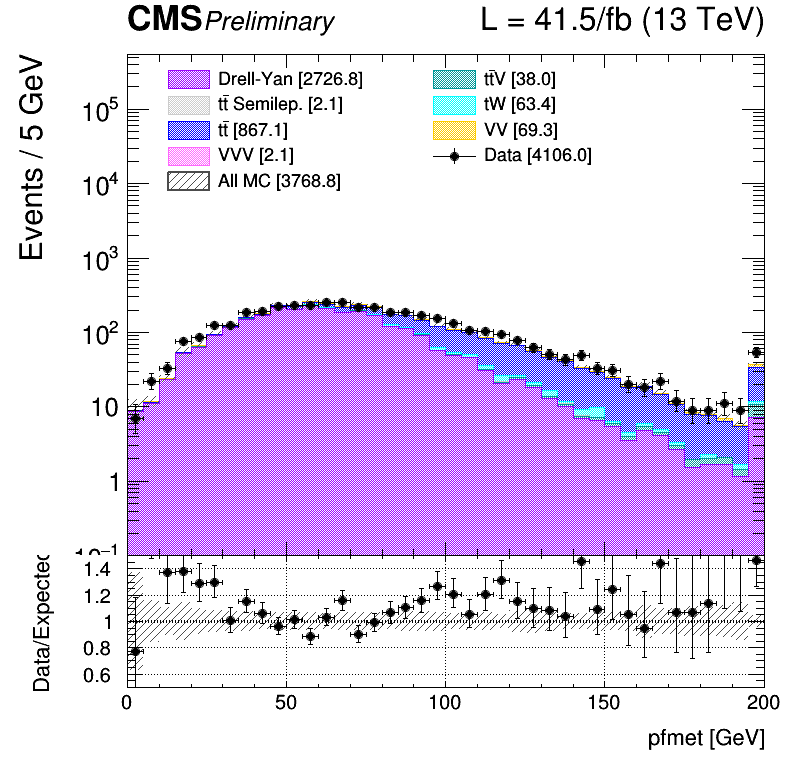 CMS Preliminary L = 41.5/fb (13 TeV)
Events / 5 GeV
Drell-Yan [2726.8]
tt̄ Semilep. [2.1]
tt̄ [867.1]
VVV [2.1]
All MC [3768.8]
tt̄V [38.0]
tW [63.4]
VV [69.3]
Data [4106.0]
10⁵
10⁴
10³
10²
10
1
10⁻¹
Data/Expected
1.4
1.2
1
0.8
0.6
0 50 100 150 200
pfmet [GeV]